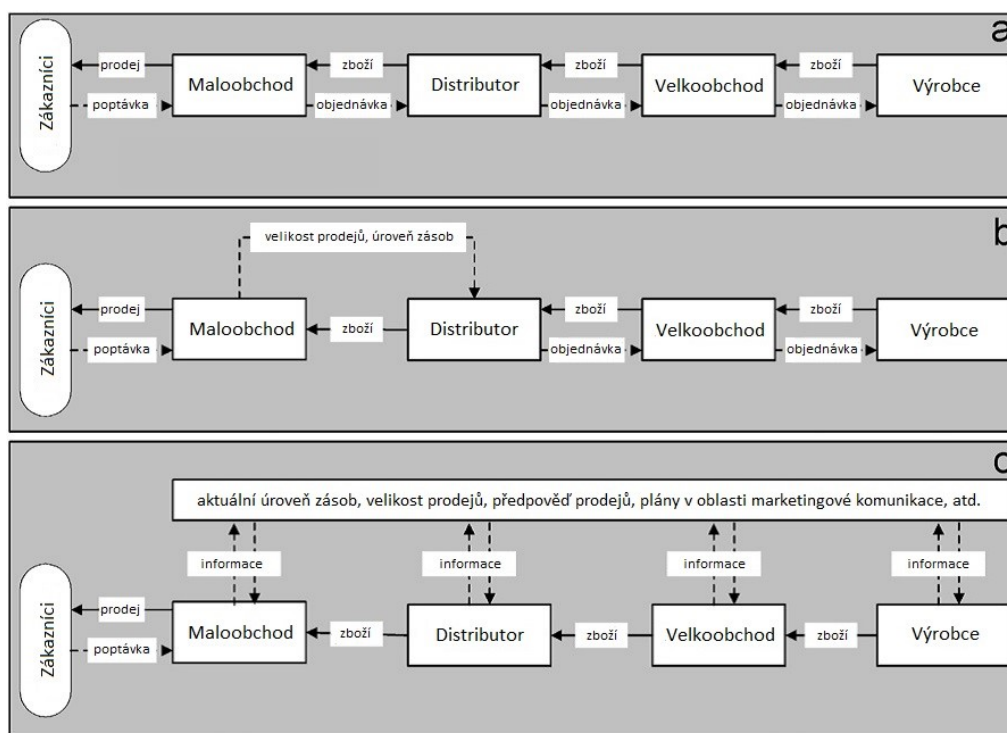 a
Zákazníci
prodej
poptávka
Maloobchod
zboží
objednávka
Distributor
zboží
objednávka
Velkoobchod
zboží
objednávka
Výrobce
b
velikost prodejů, úroveň zásob
Zákazníci
prodej
poptávka
Maloobchod
zboží
Distributor
zboží
objednávka
Velkoobchod
zboží
objednávka
Výrobce
c
aktuální úroveň zásob, velikost prodejů, předpověď prodejů, plány v oblasti marketingové komunikace, atd.
informace
informace
informace
informace
Zákazníci
prodej
poptávka
Maloobchod
zboží
Distributor
zboží
Velkoobchod
zboží
Výrobce